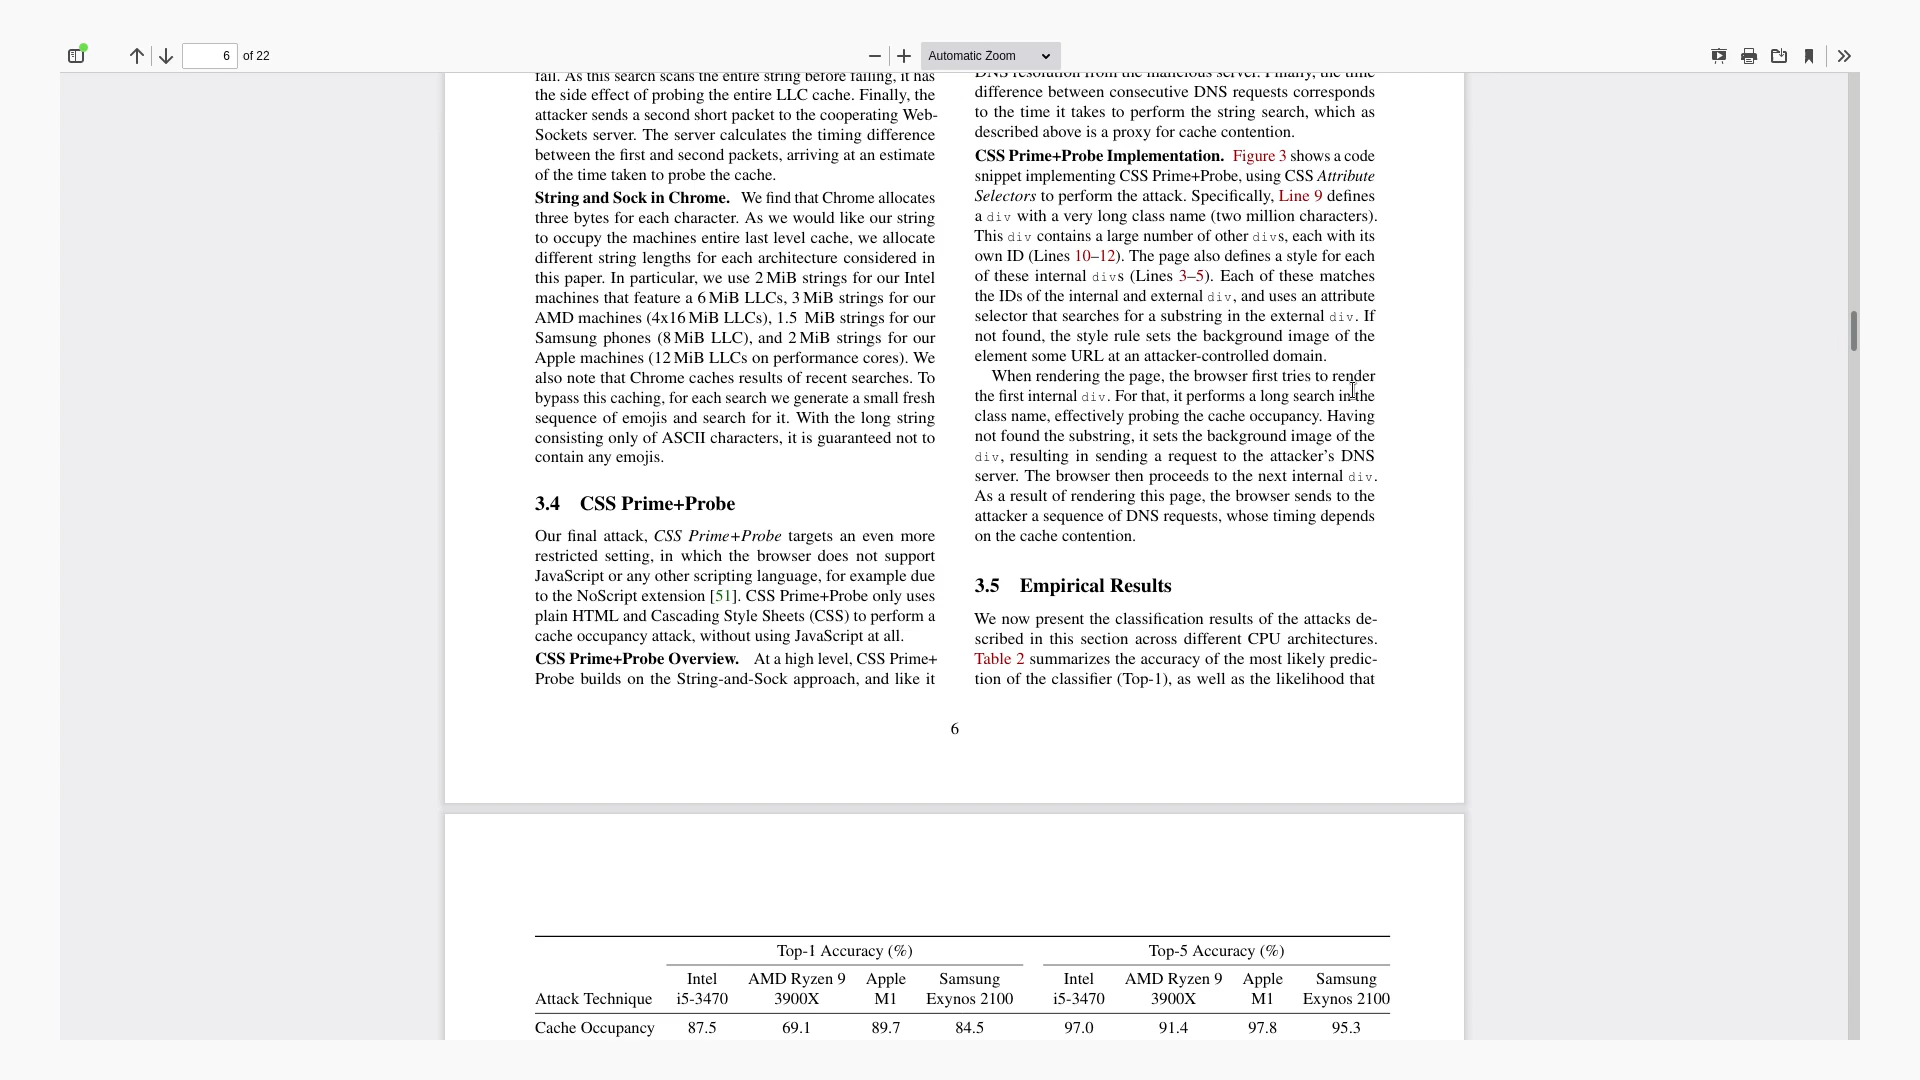 6 of 22
Automatic Zoom
fail. As this search scans the entire string before failing, it has
the side effect of probing the entire LLC cache. Finally, the
attacker sends a second short packet to the cooperating Web-
Sockets server. The server calculates the timing difference
between the first and second packets, arriving at an estimate
of the time taken to probe the cache.
String and Sock in Chrome. We find that Chrome allocates
three bytes for each character. As we would like our string
to occupy the machines entire last level cache, we allocate
different string lengths for each architecture considered in
this paper. In particular, we use 2 MiB strings for our Intel
machines that feature a 6 MiB LLCs, 3 MiB strings for our
AMD machines (4x16 MiB LLCs), 1.5 MiB strings for our
Samsung phones (8 MiB LLC), and 2 MiB strings for our
Apple machines (12 MiB LLCs on performance cores). We
also note that Chrome caches results of recent searches. To
bypass this caching, for each search we generate a small fresh
sequence of emojis and search for it. With the long string
consisting only of ASCII characters, it is guaranteed not to
contain any emojis.
3.4 CSS Prime+Probe
Our final attack, CSS Prime+Probe targets an even more
restricted setting, in which the browser does not support
JavaScript or any other scripting language, for example due
to the NoScript extension [51]. CSS Prime+Probe only uses
plain HTML and Cascading Style Sheets (CSS) to perform a
cache occupancy attack, without using JavaScript at all.
CSS Prime+Probe Overview. At a high level, CSS Prime+
Probe builds on the String-and-Sock approach, and like it
DNS resolution from the malicious server. Finally, the time
difference between consecutive DNS requests corresponds
to the time it takes to perform the string search, which as
described above is a proxy for cache contention.
CSS Prime+Probe Implementation. Figure 3 shows a code
snippet implementing CSS Prime+Probe, using CSS Attribute
Selectors to perform the attack. Specifically, Line 9 defines
a div with a very long class name (two million characters).
This div contains a large number of other divs, each with its
own ID (Lines 10–12). The page also defines a style for each
of these internal divs (Lines 3–5). Each of these matches
the IDs of the internal and external div, and uses an attribute
selector that searches for a substring in the external div. If
not found, the style rule sets the background image of the
element some URL at an attacker-controlled domain.
When rendering the page, the browser first tries to render
the first internal div. For that, it performs a long search in the
class name, effectively probing the cache occupancy. Having
not found the substring, it sets the background image of the
div, resulting in sending a request to the attacker's DNS
server. The browser then proceeds to the next internal div.
As a result of rendering this page, the browser sends to the
attacker a sequence of DNS requests, whose timing depends
on the cache contention.
3.5 Empirical Results
We now present the classification results of the attacks de-
scribed in this section across different CPU architectures.
Table 2 summarizes the accuracy of the most likely predic-
tion of the classifier (Top-1), as well as the likelihood that
6
Top-1 Accuracy (%) Top-5 Accuracy (%)
Intel AMD Ryzen 9 Apple Samsung Intel AMD Ryzen 9 Apple Samsung
Attack Technique i5-3470 3900X M1 Exynos 2100 i5-3470 3900X M1 Exynos 2100
Cache Occupancy 87.5 69.1 89.7 84.5 97.0 91.4 97.8 95.3